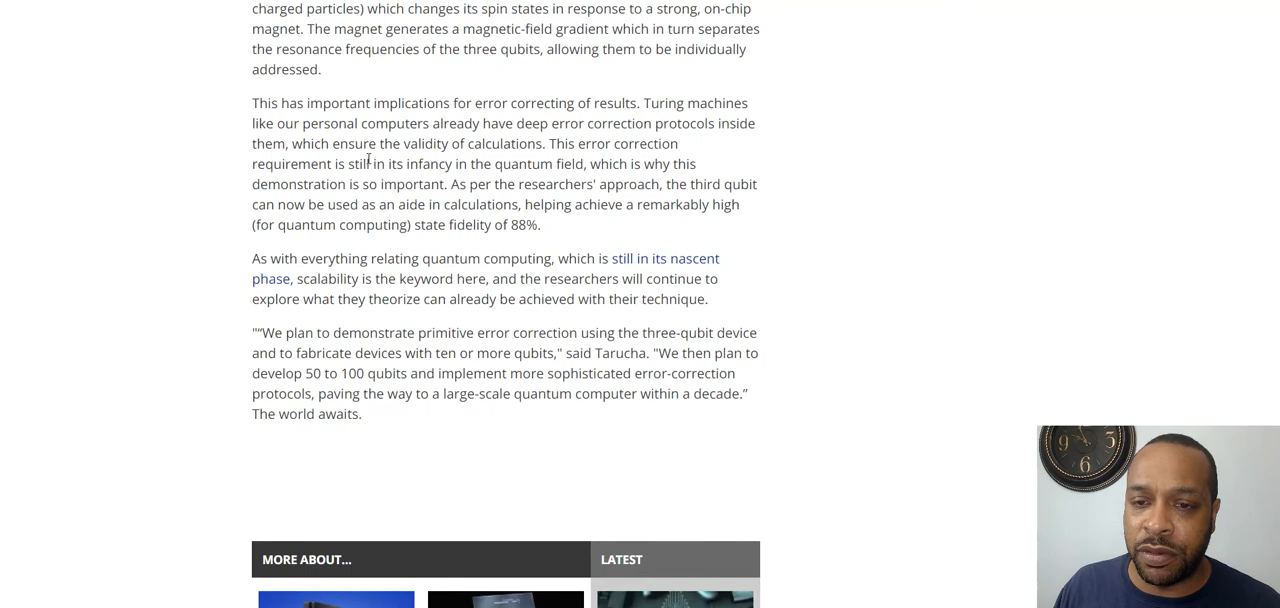 charged particles) which changes its spin states in response to a strong, on-chip
magnet. The magnet generates a magnetic-field gradient which in turn separates
the resonance frequencies of the three qubits, allowing them to be individually
addressed.
This has important implications for error correcting of results. Turing machines
like our personal computers already have deep error correction protocols inside
them, which ensure the validity of calculations. This error correction
requirement is still in its infancy in the quantum field, which is why this
demonstration is so important. As per the researchers' approach, the third qubit
can now be used as an aide in calculations, helping achieve a remarkably high
(for quantum computing) state fidelity of 88%.
As with everything relating quantum computing, which is still in its nascent
phase, scalability is the keyword here, and the researchers will continue to
explore what they theorize can already be achieved with their technique.
"“We plan to demonstrate primitive error correction using the three-qubit device
and to fabricate devices with ten or more qubits," said Tarucha. "We then plan to
develop 50 to 100 qubits and implement more sophisticated error-correction
protocols, paving the way to a large-scale quantum computer within a decade.”
The world awaits.
MORE ABOUT...
LATEST
9
3
6